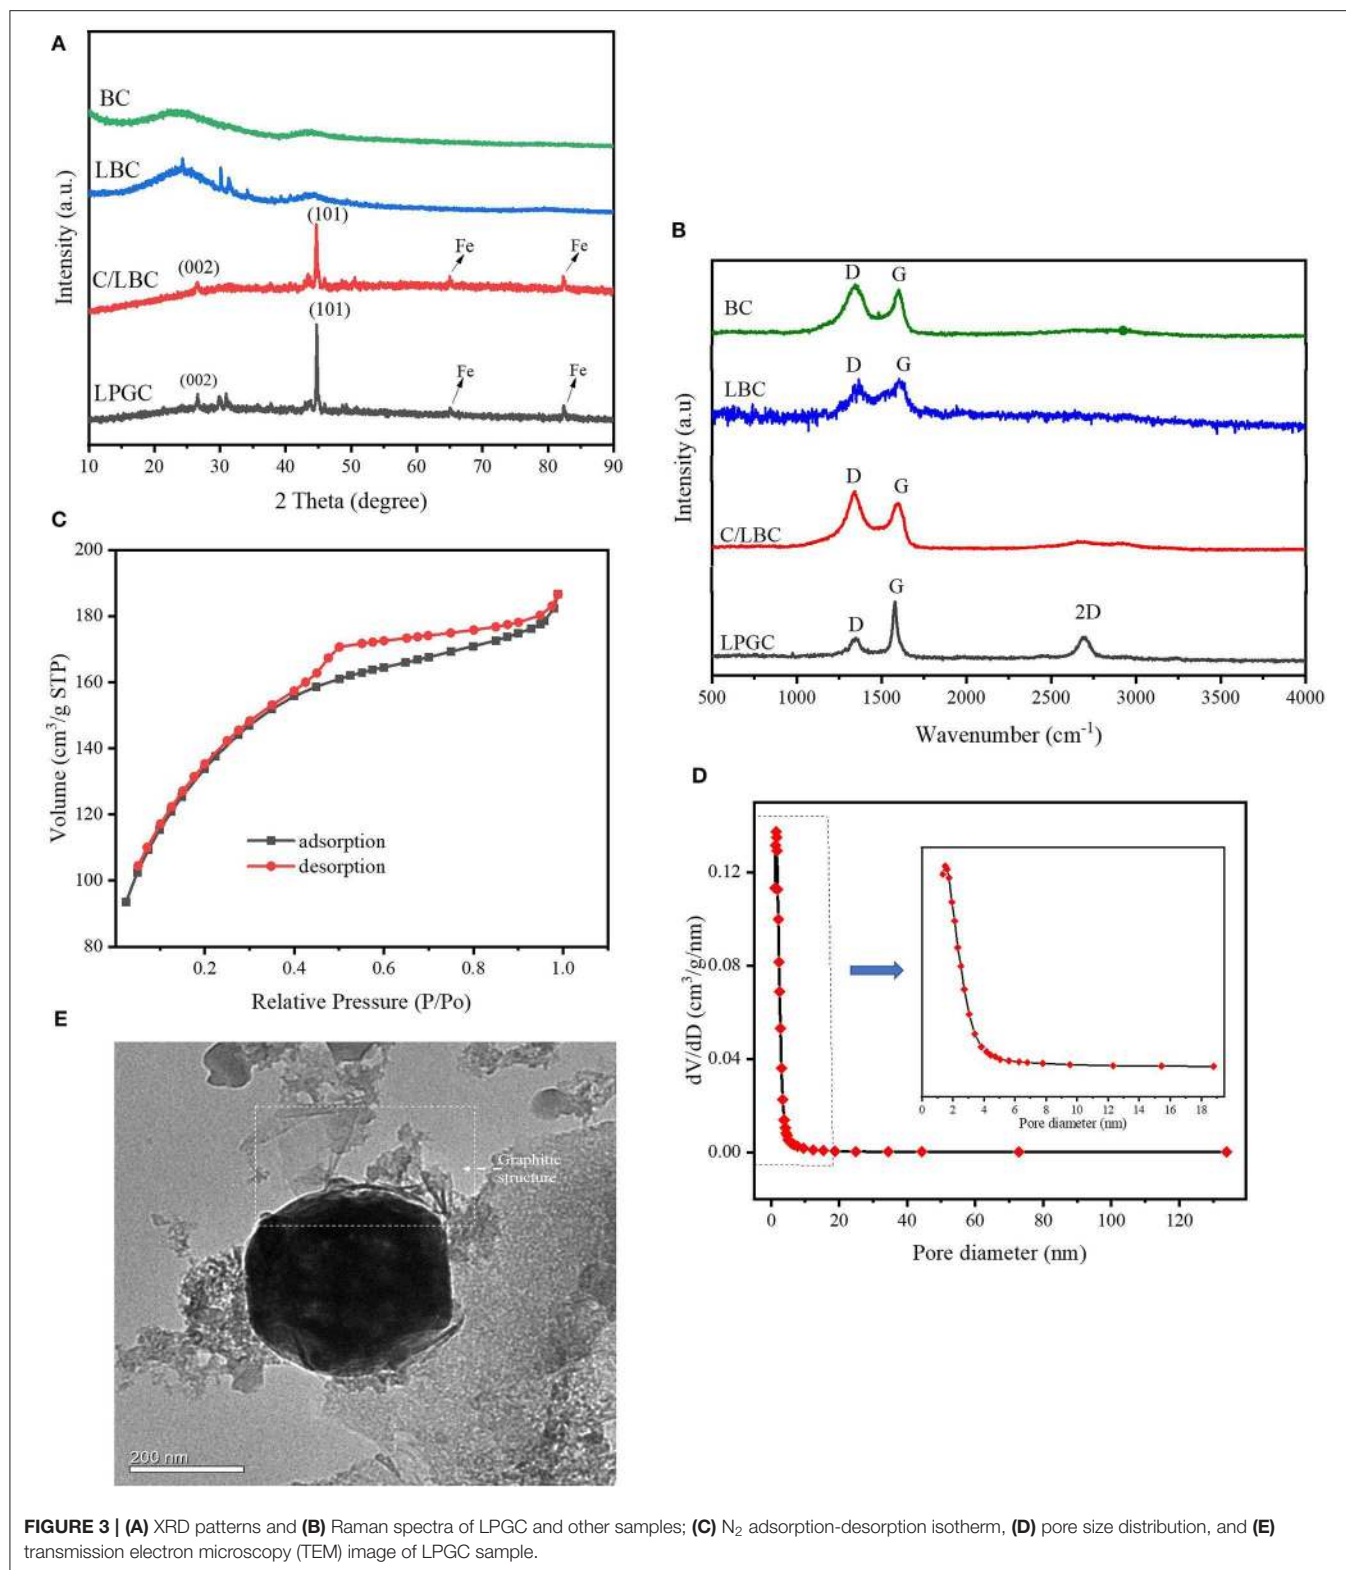 A
BC
LBC
(101)
(002)
Fe
Fe
C/LBC
(101)
(002)
Fe
Fe
LPGC
Intensity (a.u.)
10 20 30 40 50 60 70 80 90
2 Theta (degree)
B
D G
BC
D G
LBC
D G
C/LBC
G
D
2D
LPGC
Intensity (a.u)
500 1000 1500 2000 2500 3000 3500 4000
Wavenumber (cm-1)
C
200
180
160
140
120
100
80
Volume (cm3/g STP)
adsorption
desorption
0.2 0.4 0.6 0.8 1.0
Relative Pressure (P/Po)
D
0.12
0.08
0.04
0.00
dV/dD (cm3/g/nm)
0 2 4 6 8 10 12 14 16 18
Pore diameter (nm)
0 20 40 60 80 100 120
Pore diameter (nm)
E
Graphitic
structure
200 nm
FIGURE 3 | (A) XRD patterns and (B) Raman spectra of LPGC and other samples; (C) N2 adsorption-desorption isotherm, (D) pore size distribution, and (E)
transmission electron microscopy (TEM) image of LPGC sample.